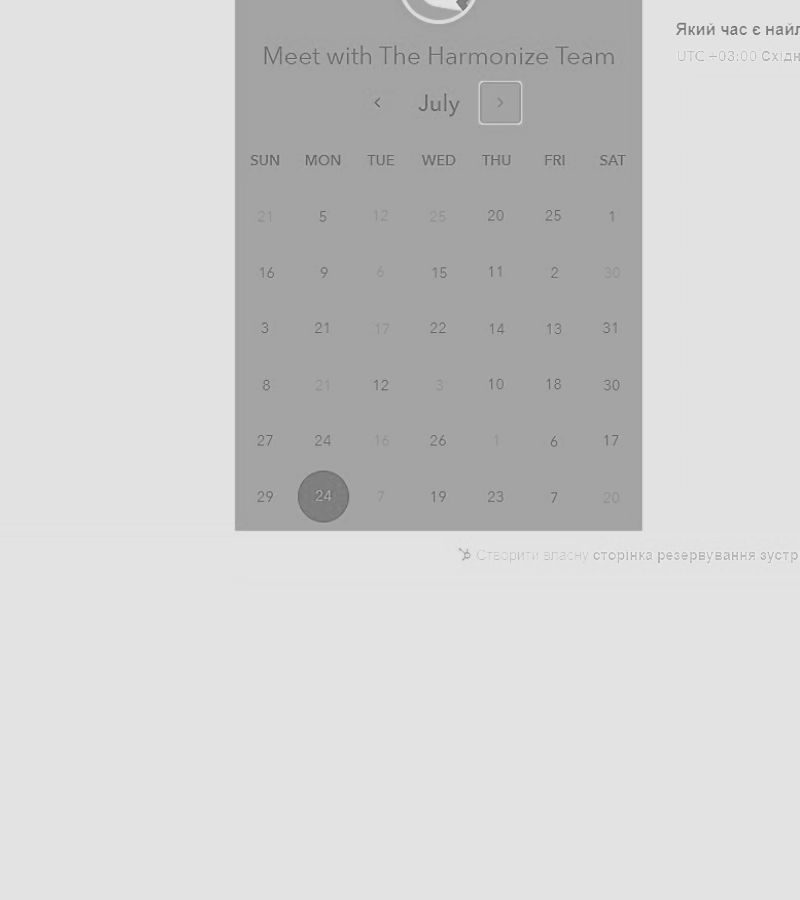 Який час є
UTC +03:00
Meet with The Harmonize Team
July
SUN MON TUE WED THU FRI SAT
21 5 12 25 20 25 1
16 9 6 15 11 2 30
3 21 17 22 14 13 31
8 21 12 3 10 18 30
27 24 16 26 1 6 17
29 24 7 19 23 7 20
Створити власну сторінка резервування